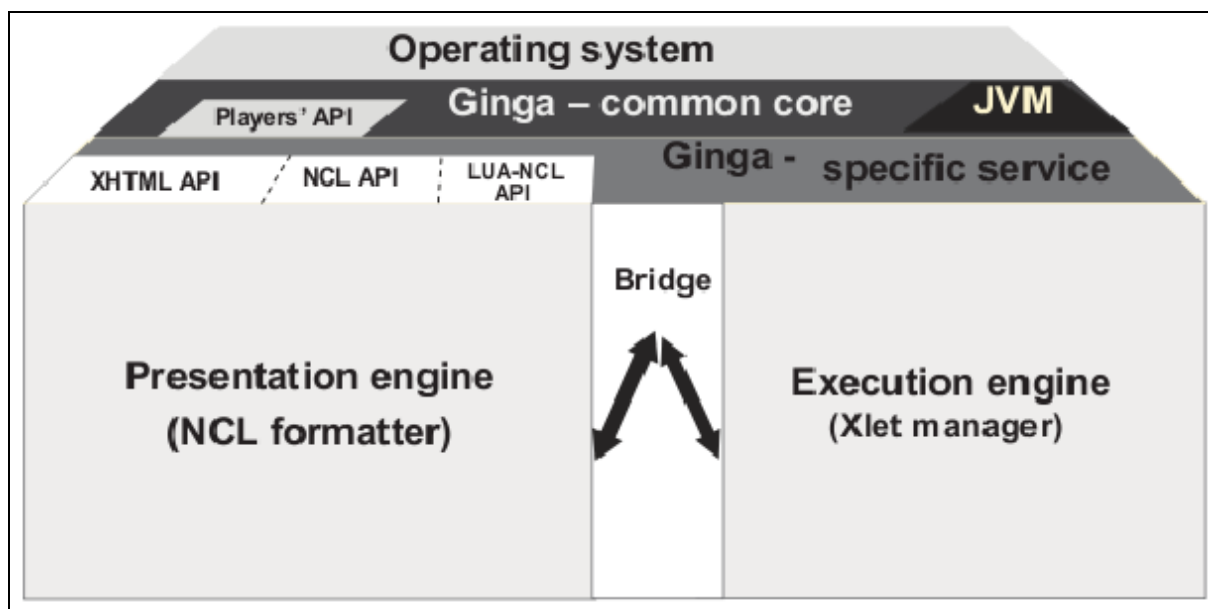 Operating system
Ginga – common core
JVM
Players' API
Ginga - specific service
XHTML API
NCL API
LUA-NCL
API
Bridge
Presentation engine
(NCL formatter)
Execution engine
(Xlet manager)